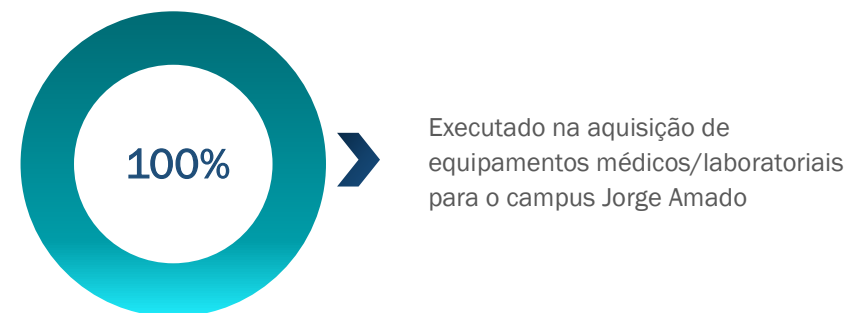 100%
Executado na aquisição de
equipamentos médicos/laboratoriais
para o campus Jorge Amado